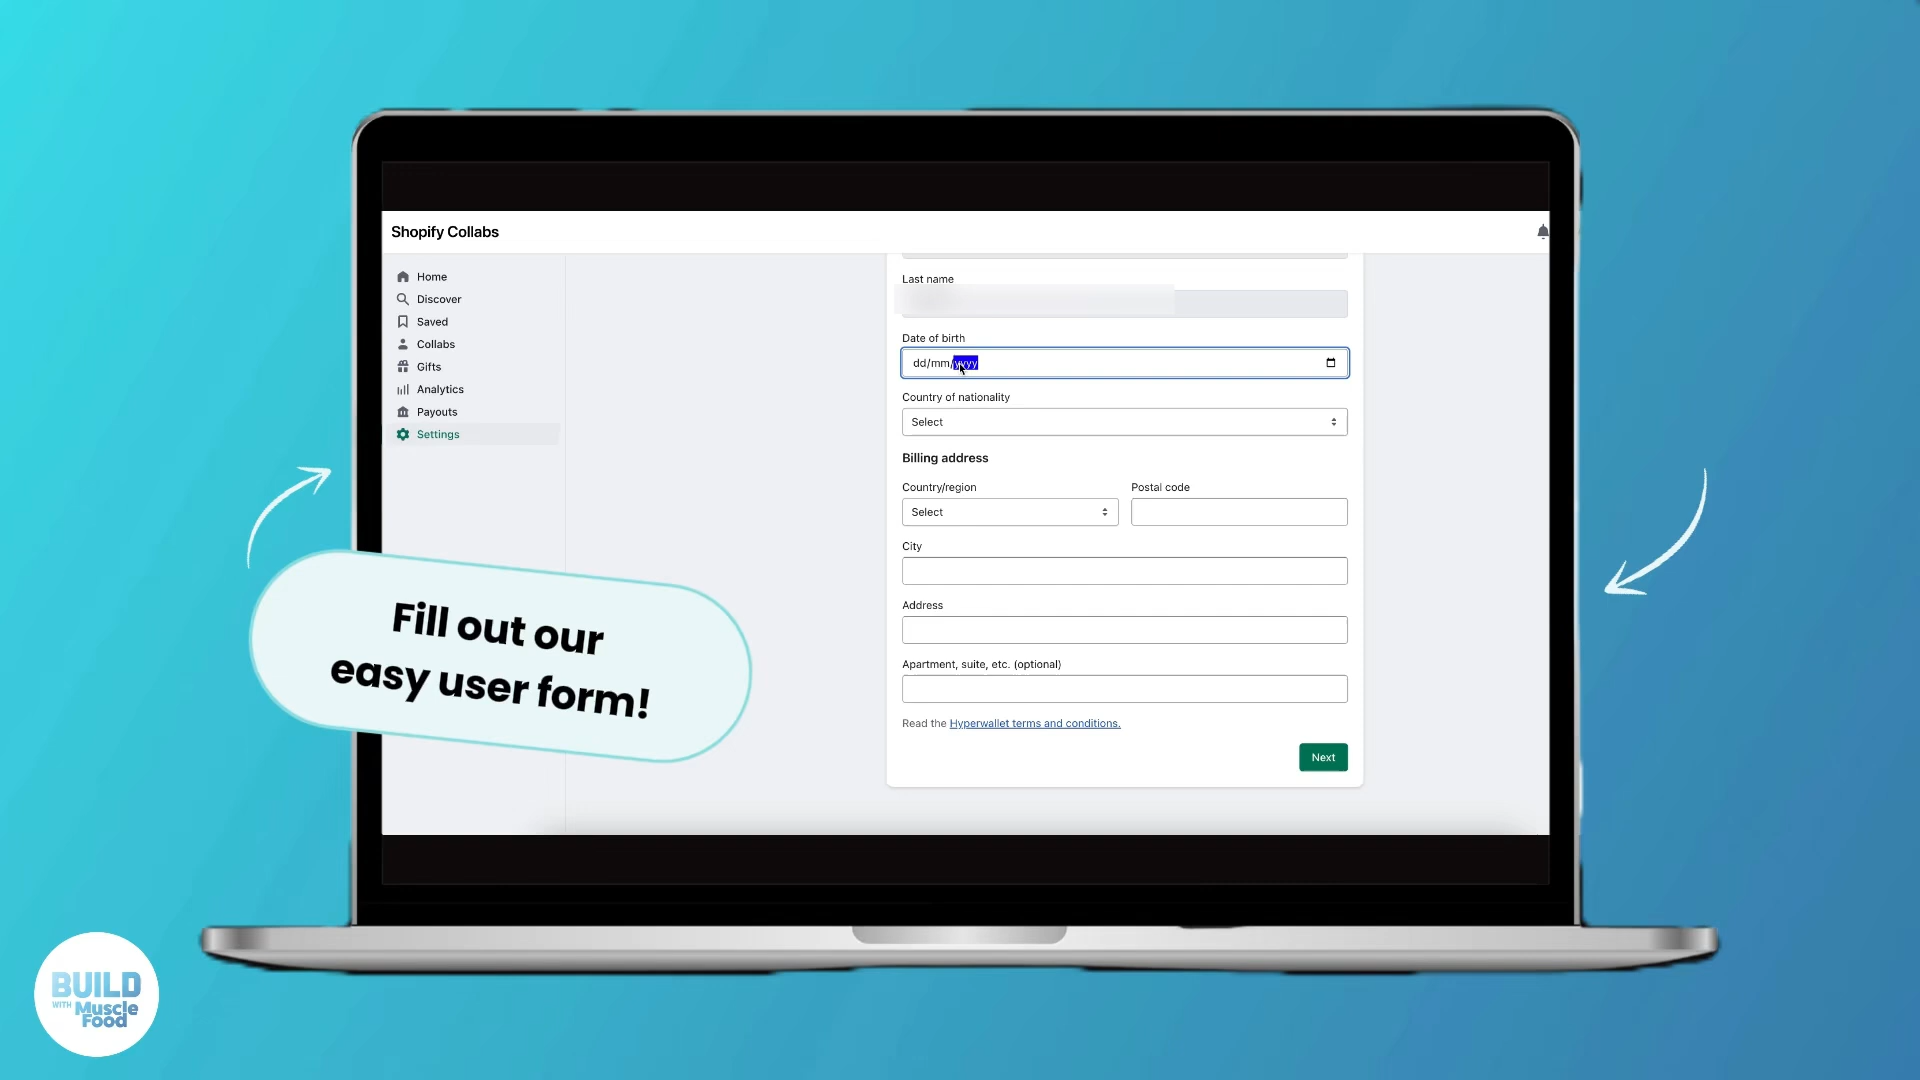 Shopify Collabs
Home
Discover
Saved
Collabs
Gifts
Analytics
Payouts
Settings
Last name
Date of birth
dd/mm/yyyy
Country of nationality
Select
Billing address
Country/region
Postal code
Select
City
Address
Apartment, suite, etc. (optional)
Read the Hyperwallet terms and conditions.
Next
Fill out our
easy user form!
BUILD
WITH Muscle
Food